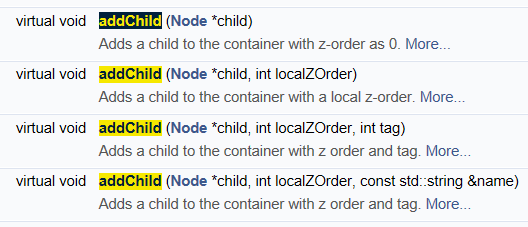 virtual void addChild (Node *child)
Adds a child to the container with z-order as 0. More...
virtual void addChild (Node *child, int localZOrder)
Adds a child to the container with a local z-order. More...
virtual void addChild (Node *child, int localZOrder, int tag)
Adds a child to the container with z order and tag. More...
virtual void addChild (Node *child, int localZOrder, const std::string &name)
Adds a child to the container with z order and tag. More...